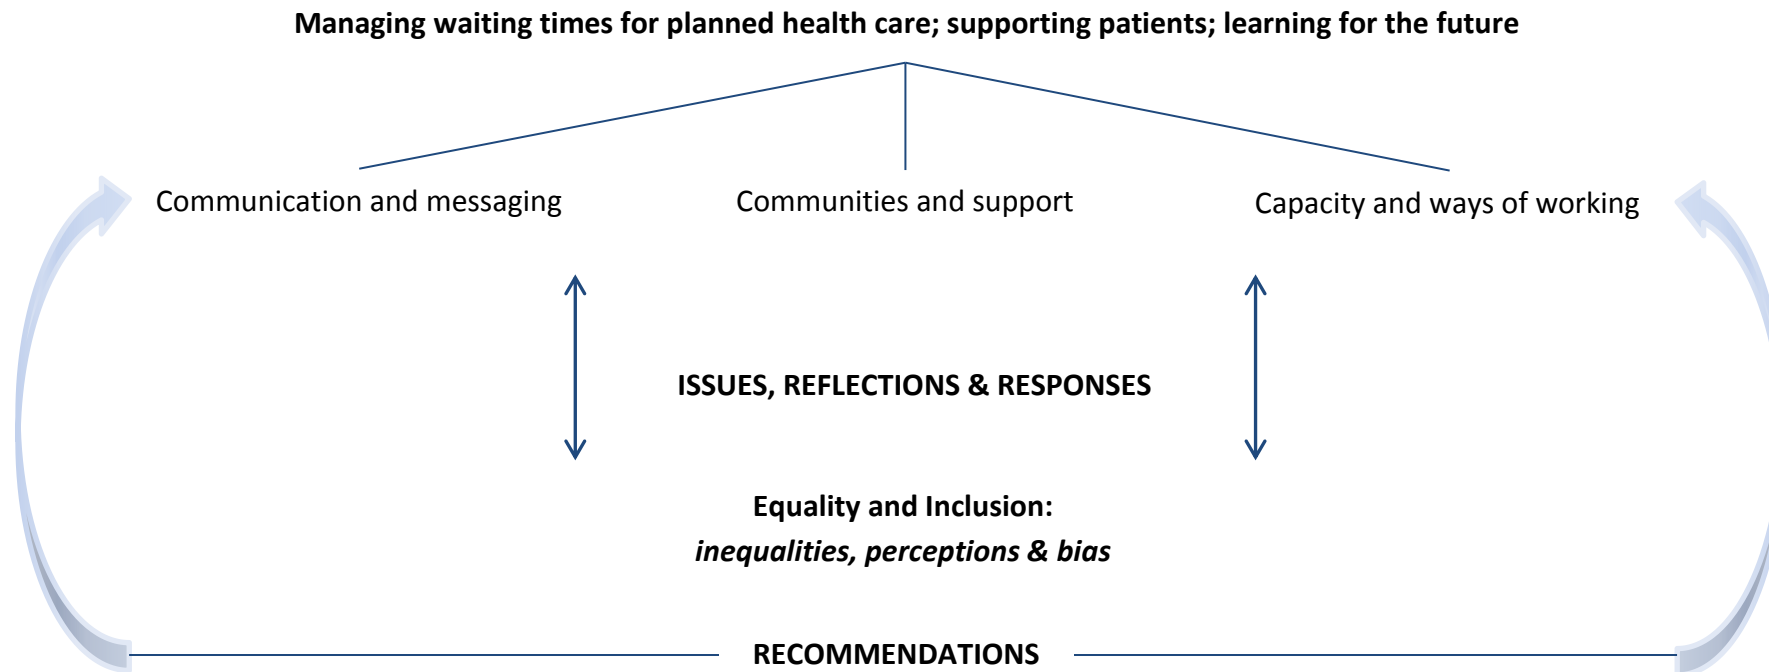 Managing waiting times for planned health care; supporting patients; learning for the future
Communication and messaging
Communities and support
Capacity and ways of working
ISSUES, REFLECTIONS & RESPONSES
Equality and Inclusion:
inequalities, perceptions & bias
RECOMMENDATIONS